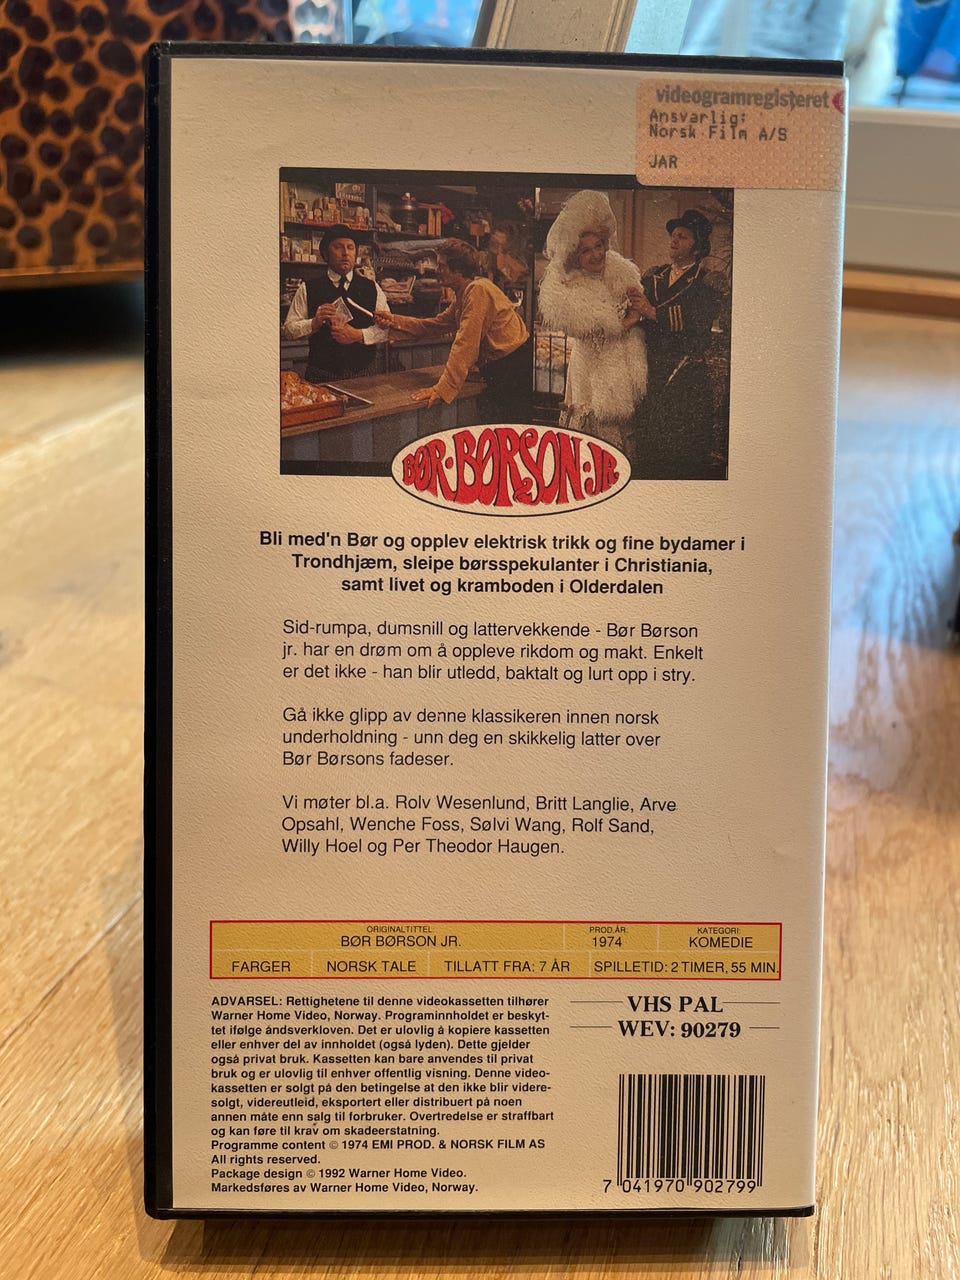 videogramregisteret
Ansvarlig:
Norsk Film A/S
JAR
BØR·BØRSON·JR
Bli med'n Bør og opplev elektrisk trikk og fine bydamer i
Trondhjæm, sleipe børsspekulanter i Christiania,
samt livet og kramboden i Olderdalen
Sid-rumpa, dumsnill og lattervekkende - Bør Børson
jr. har en drøm om å oppleve rikdom og makt. Enkelt
er det ikke - han blir utledd, baktalt og lurt opp i stry.
Gå ikke glipp av denne klassikeren innen norsk
underholdning - unn deg en skikkelig latter over
Bør Børsons fadeser.
Vi møter bl.a. Rolv Wesenlund, Britt Langlie, Arve
Opsahl, Wenche Foss, Sølvi Wang, Rolf Sand,
Willy Hoel og Per Theodor Haugen.
ORIGINALTITTEL: PROD.ÅR: KATEGORI:
BØR BØRSON JR. 1974 KOMEDIE
FARGER NORSK TALE TILLATT FRA: 7 ÅR SPILLETID: 2 TIMER, 55 MIN.
ADVARSEL: Rettighetene til denne videokassetten tilhører
Warner Home Video, Norway. Programinnholdet er beskyt-
tet ifølge åndsverkloven. Det er ulovlig å kopiere kassetten
eller enhver del av innholdet (også lyden). Dette gjelder
også privat bruk. Kassetten kan bare anvendes til privat
bruk og er ulovlig til enhver offentlig visning. Denne video-
kassetten er solgt på den betingelse at den ikke blir videre-
solgt, videreutleid, eksportert eller distribuert på noen
annen måte enn salg til forbruker. Overtredelse er straffbart
og kan føre til krav om skadeerstatning.
Programme content © 1974 EMI PROD. & NORSK FILM AS
All rights reserved.
Package design © 1992 Warner Home Video.
Markedsføres av Warner Home Video, Norway.
VHS PAL
WEV: 90279
7 041970 902799